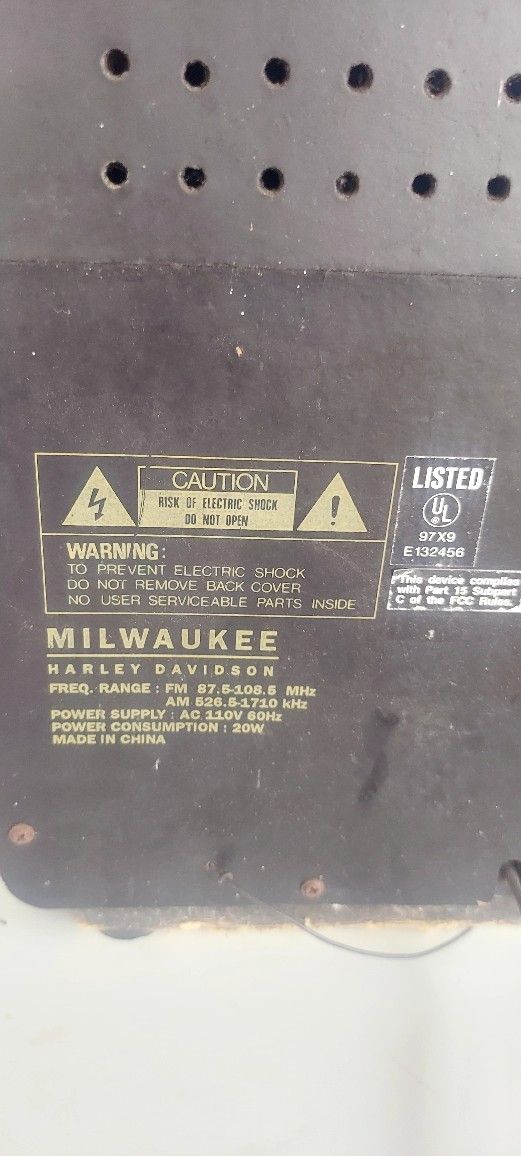 CAUTION
RISK OF ELECTRIC SHOCK
DO NOT OPEN
WARNING:
TO PREVENT ELECTRIC SHOCK
DO NOT REMOVE BACK COVER
NO USER SERVICEABLE PARTS INSIDE
LISTED
UL
97X9
E132456
This device complies
with Part 15 Subpart
C of the FCC Rules.
MILWAUKEE
HARLEY DAVIDSON
FREQ. RANGE : FM 87.5-108.5 MHz
AM 526.5-1710 kHz
POWER SUPPLY : AC 110V 60Hz
POWER CONSUMPTION : 20W
MADE IN CHINA